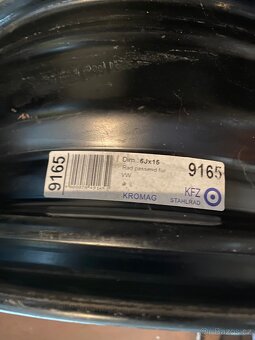 9165
Dim.: 6Jx15
Rad passend für
VW
9165
KROMAG
KFZ
STAHLRAD